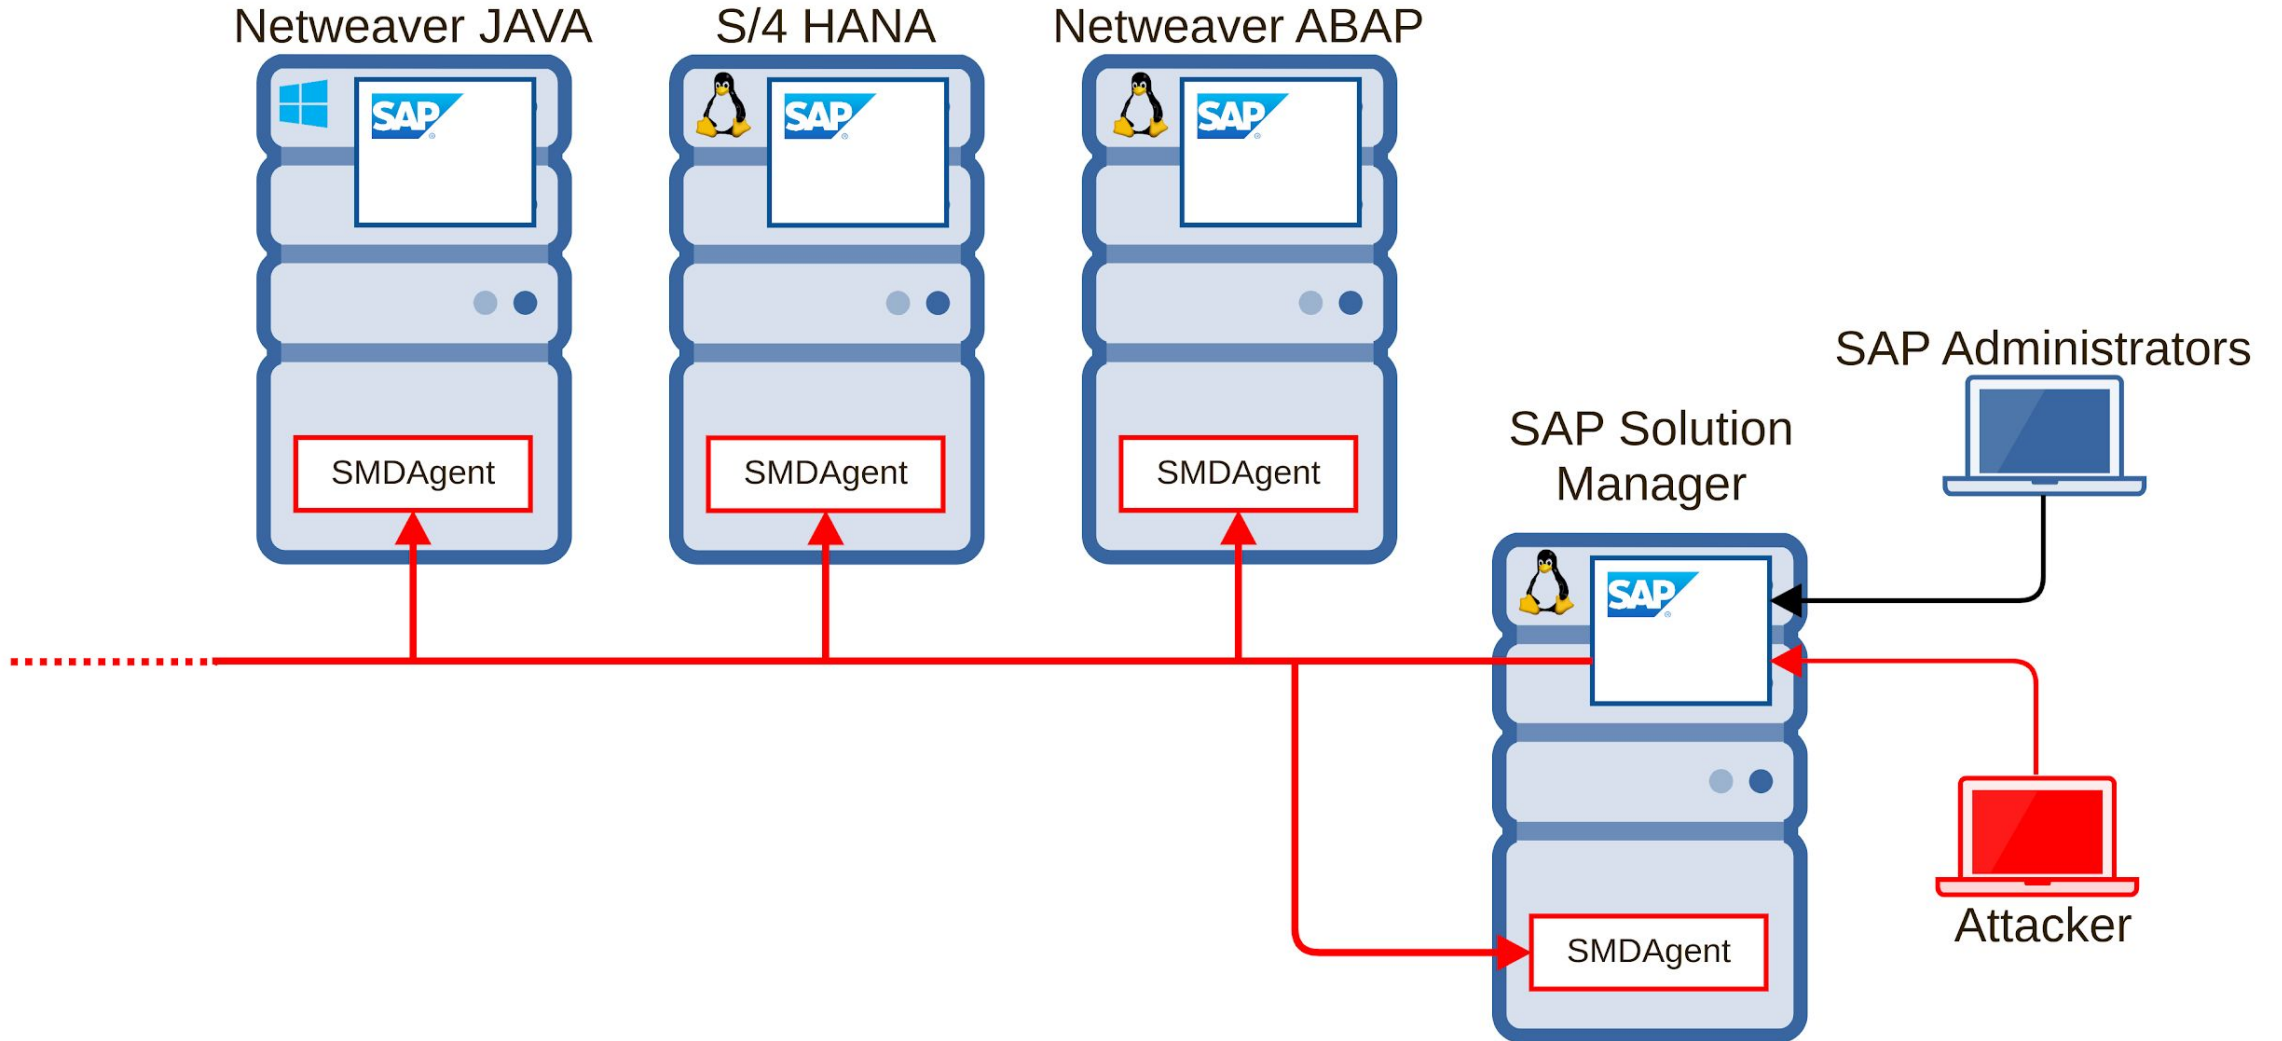 Netweaver JAVA
S/4 HANA
Netweaver ABAP
SAP
SAP
SAP
SMDAgent
SMDAgent
SMDAgent
SAP Administrators
SAP Solution
Manager
SAP
SMDAgent
Attacker